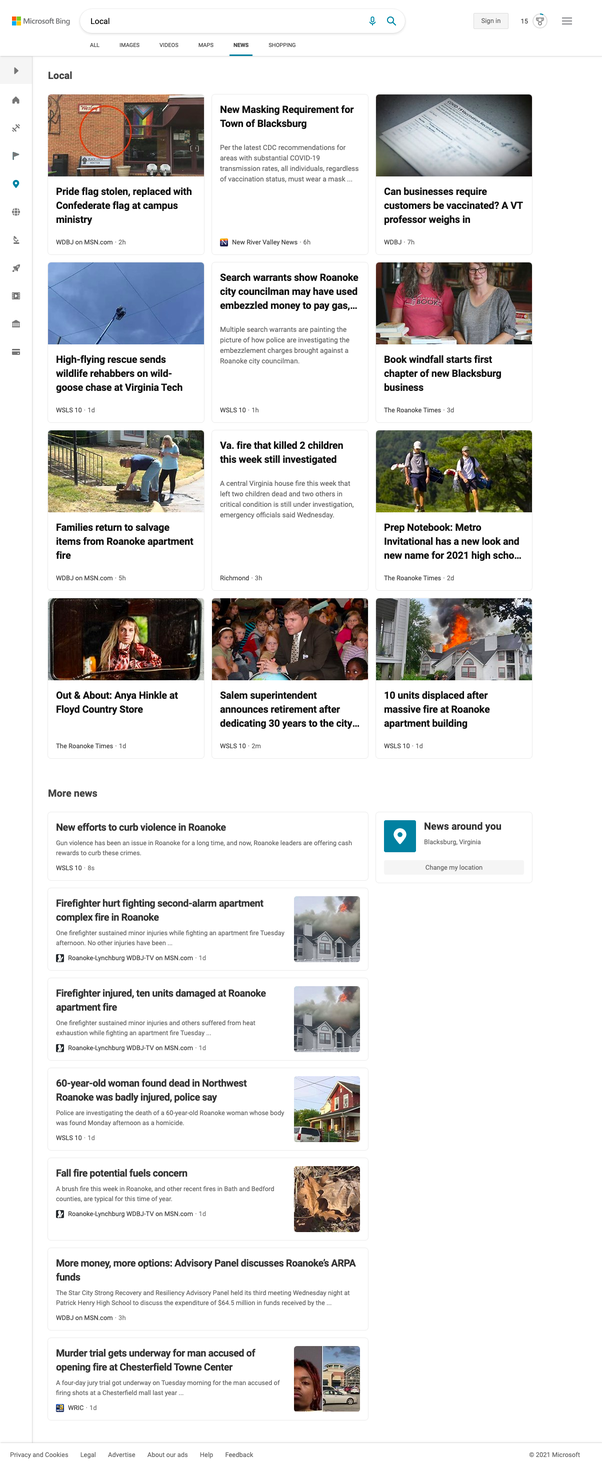 Microsoft Bing
Local
Sign in
15
ALL
IMAGES
VIDEOS
MAPS
NEWS
SHOPPING
Local
Pride flag stolen, replaced with
Confederate flag at campus
ministry
WDBJ on MSN.com · 2h
New Masking Requirement for
Town of Blacksburg
Per the latest CDC recommendations for
areas with substantial COVID-19
transmission rates, all individuals, regardless
of vaccination status, must wear a mask ...
New River Valley News · 6h
Can businesses require
customers be vaccinated? A VT
professor weighs in
WDBJ · 7h
High-flying rescue sends
wildlife rehabbers on wild-
goose chase at Virginia Tech
WSLS 10 · 1d
Search warrants show Roanoke
city councilman may have used
embezzled money to pay gas,...
Multiple search warrants are painting the
picture of how police are investigating the
embezzlement charges brought against a
Roanoke city councilman.
WSLS 10 · 1h
Book windfall starts first
chapter of new Blacksburg
business
The Roanoke Times · 3d
Families return to salvage
items from Roanoke apartment
fire
WDBJ on MSN.com · 5h
Va. fire that killed 2 children
this week still investigated
A central Virginia house fire this week that
left two children dead and two others in
critical condition is still under investigation,
emergency officials said Wednesday.
Richmond · 3h
Prep Notebook: Metro
Invitational has a new look and
new name for 2021 high scho...
The Roanoke Times · 2d
Out & About: Anya Hinkle at
Floyd Country Store
The Roanoke Times · 1d
Salem superintendent
announces retirement after
dedicating 30 years to the city...
WSLS 10 · 2m
10 units displaced after
massive fire at Roanoke
apartment building
WSLS 10 · 1d
More news
New efforts to curb violence in Roanoke
Gun violence has been an issue in Roanoke for a long time, and now, Roanoke leaders are offering cash
rewards to curb these crimes.
WSLS 10 · 8s
News around you
Blacksburg, Virginia
Change my location
Firefighter hurt fighting second-alarm apartment
complex fire in Roanoke
One firefighter sustained minor injuries while fighting an apartment fire Tuesday
afternoon. No other injuries have been ...
Roanoke-Lynchburg WDBJ-TV on MSN.com · 1d
Firefighter injured, ten units damaged at Roanoke
apartment fire
One firefighter sustained minor injuries and others suffered from heat
exhaustion while fighting an apartment fire Tuesday ...
Roanoke-Lynchburg WDBJ-TV on MSN.com · 1d
60-year-old woman found dead in Northwest
Roanoke was badly injured, police say
Police are investigating the death of a 60-year-old Roanoke woman whose body
was found Monday afternoon as a homicide.
WSLS 10 · 1d
Fall fire potential fuels concern
A brush fire this week in Roanoke, and other recent fires in Bath and Bedford
counties, are typical for this time of year.
Roanoke-Lynchburg WDBJ-TV on MSN.com · 1d
More money, more options: Advisory Panel discusses Roanoke's ARPA
funds
The Star City Strong Recovery and Resiliency Advisory Panel held its third meeting Wednesday night at
Patrick Henry High School to discuss the expenditure of $64.5 million in funds received by the ...
WDBJ on MSN.com · 3h
Murder trial gets underway for man accused of
opening fire at Chesterfield Towne Center
A four-day jury trial got underway on Tuesday morning for the man accused of
firing shots at a Chesterfield mall last year ...
WRIC · 1d
Privacy and Cookies
Legal
Advertise
About our ads
Help
Feedback
© 2021 Microsoft